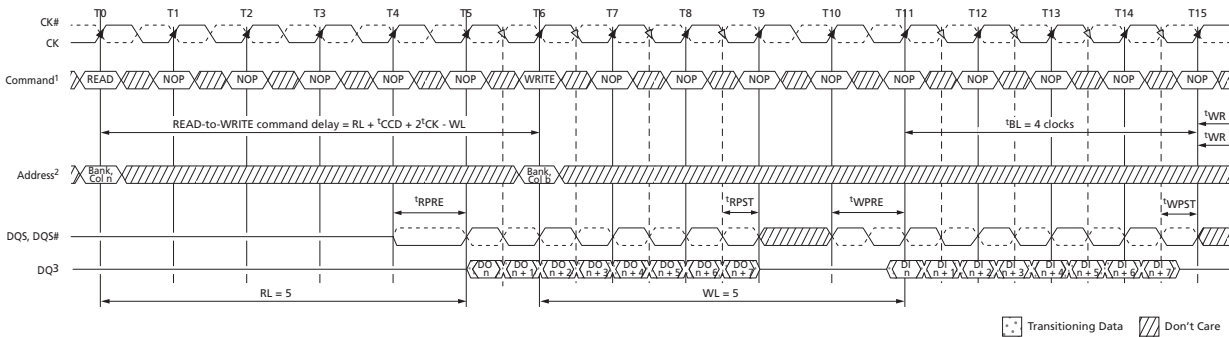 T0 T1 T2 T3 T4 T5 T6 T7 T8 T9 T10 T11 T12 T13 T14 T15
CK#
CK
Command1 READ NOP NOP NOP NOP NOP WRITE NOP NOP NOP NOP NOP NOP NOP NOP NOP
READ-to-WRITE command delay = RL + tCCD + 2tCK - WL tBL = 4 clocks tWR
tWR
Address2 Bank, Col n Bank, Col b
tRPRE tRPST tWPRE tWPST
DQS, DQS#
DQ3 DO n DO n + 1 DO n + 2 DO n + 3 DO n + 4 DO n + 5 DO n + 6 DO n + 7 DI n DI n + 1 DI n + 2 DI n + 3 DI n + 4 DI n + 5 DI n + 6 DI n + 7
RL = 5 WL = 5
Transitioning Data Don't Care